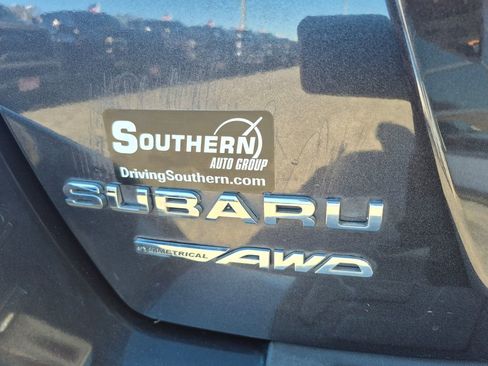 SOUTHERN
AUTO GROUP
DrivingSouthern.com
SUBARU
SYMMETRICAL AWD